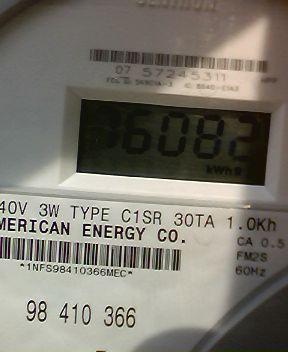 07 57245311
6082
kWh
40V 3W TYPE C1SR 30TA 1.0Kh
MERICAN ENERGY CO.
CA 0.5
*1NFS98410366MEC*
FM2S
60Hz
98 410 366